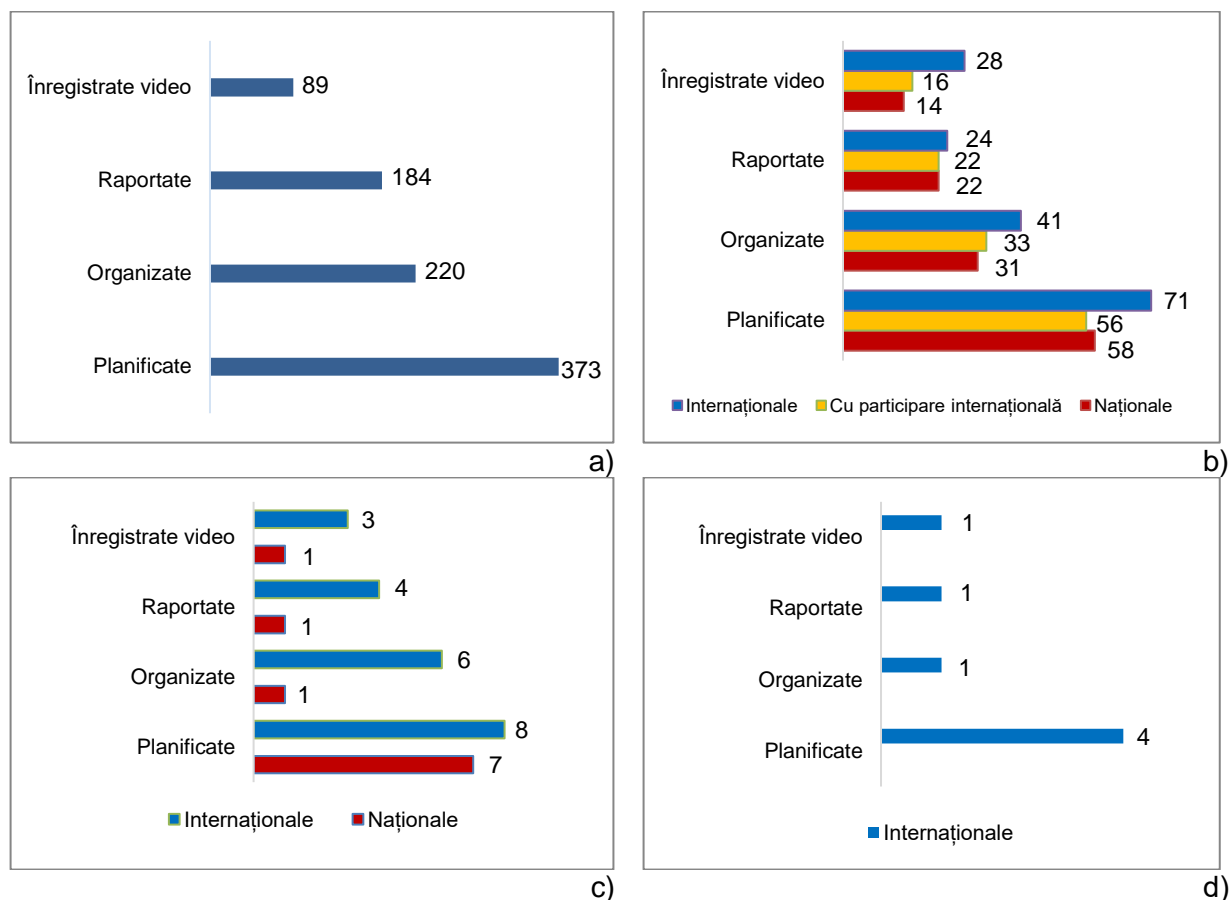 Înregistrate video
89
Raportate
184
Organizate
220
Planificate
373
a)
Înregistrate video
28
16
14
Raportate
24
22
22
Organizate
41
33
31
Planificate
71
56
58
Internaționale Cu participare internațională Naționale
b)
Înregistrate video
3
1
Raportate
4
1
Organizate
6
1
Planificate
8
7
Internaționale Naționale
c)
Înregistrate video
1
Raportate
1
Organizate
1
Planificate
4
Internaționale
d)